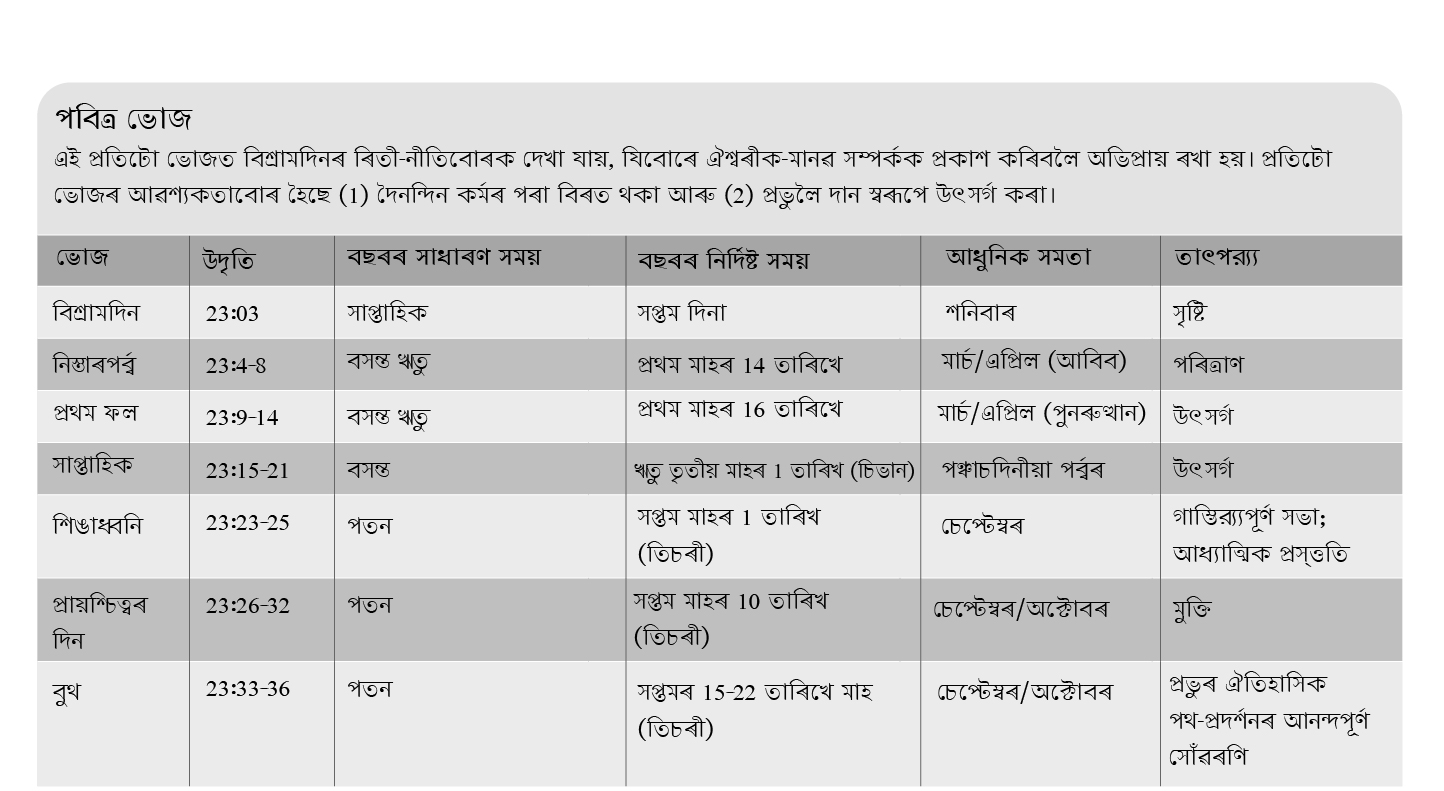 পবিত্ৰ ভোজ
এই প্ৰতিটো ভোজত বিশ্ৰামদিনৰ ৰিতী-নীতিবোৰক দেখা যায়, যিবোৰে ঐশ্বৰীক-মানৱ সম্পৰ্কক প্ৰকাশ কৰিবলৈ অভিপ্ৰায় ৰখা হয়। প্ৰতিটো
ভোজৰ আৱশ্যকতাবোৰ হৈছে (1) দৈনন্দিন কৰ্মৰ পৰা বিৰত থকা আৰু (2) প্ৰভুলৈ দান স্বৰূপে উৎসৰ্গ কৰা।
ভোজ উদৃতি বছৰৰ সাধাৰণ সময় বছৰৰ নিৰ্দিষ্ট সময় আধুনিক সমতা তাৎপৰ্য্য
বিশ্ৰামদিন 23:03 সাপ্তাহিক সপ্তম দিনা শনিবাৰ সৃষ্টি
নিস্তাৰপৰ্ব্ব 23:4-8 বসন্ত ঋতু প্ৰথম মাহৰ 14 তাৰিখে মাৰ্চ/এপ্ৰিল (আবিব) পৰিত্ৰাণ
প্ৰথম ফল 23:9-14 বসন্ত ঋতু প্ৰথম মাহৰ 16 তাৰিখে মাৰ্চ/এপ্ৰিল (পুনৰুত্থান) উৎসৰ্গ
সাপ্তাহিক 23:15-21 বসন্ত ঋতু তৃতীয় মাহৰ 1 তাৰিখ (চিভান) পঞ্চাচদিনীয়া পৰ্ব্বৰ উৎসৰ্গ
শিঙাধ্বনি 23:23-25 পতন সপ্তম মাহৰ 1 তাৰিখ
(তিচৰী) চেপ্টেম্বৰ গাম্ভিৰ্য্যপূৰ্ণ সভা;
আধ্যাত্মিক প্ৰস্ত্ততি
প্ৰায়শ্চিত্বৰ
দিন 23:26-32 পতন সপ্তম মাহৰ 10 তাৰিখ
(তিচৰী) চেপ্টেম্বৰ/অক্টোবৰ মুক্তি
বুথ 23:33-36 পতন সপ্তমৰ 15-22 তাৰিখে মাহ
(তিচৰী) চেপ্টেম্বৰ/অক্টোবৰ প্ৰভুৰ ঐতিহাসিক
পথ-প্ৰদৰ্শনৰ আনন্দপূৰ্ণ
সোঁৱৰণি